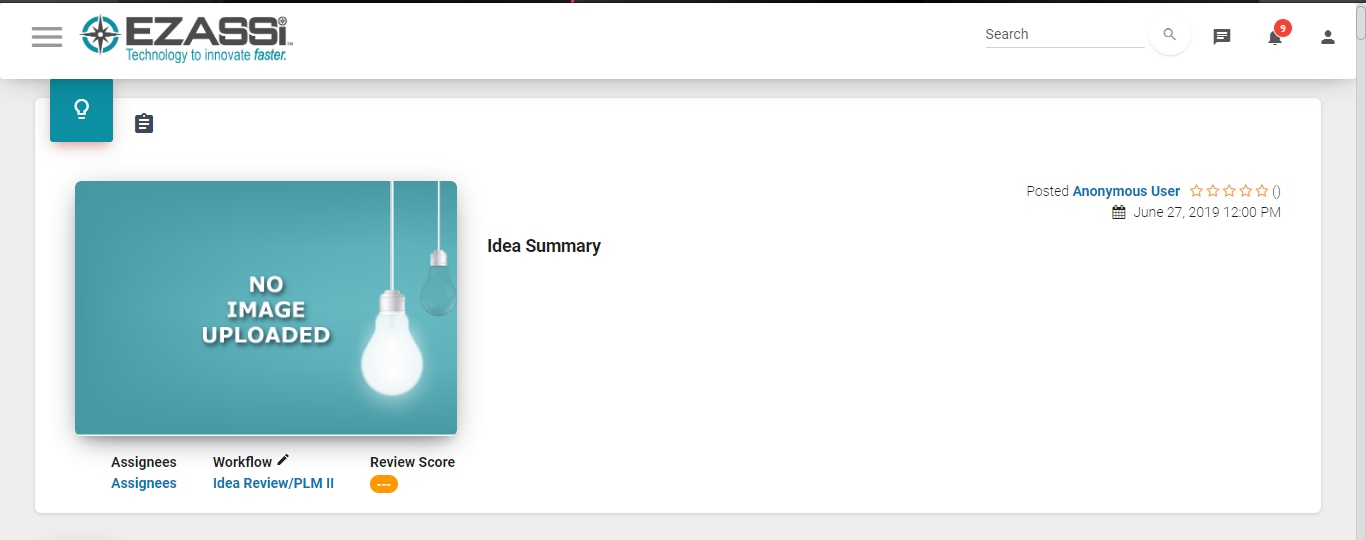 EZASSi™
Technology to innovate faster.
Search
9
Posted Anonymous User ()
June 27, 2019 12:00 PM
Idea Summary
NO
IMAGE
UPLOADED
Assignees Workflow Review Score
Assignees Idea Review/PLM II ---